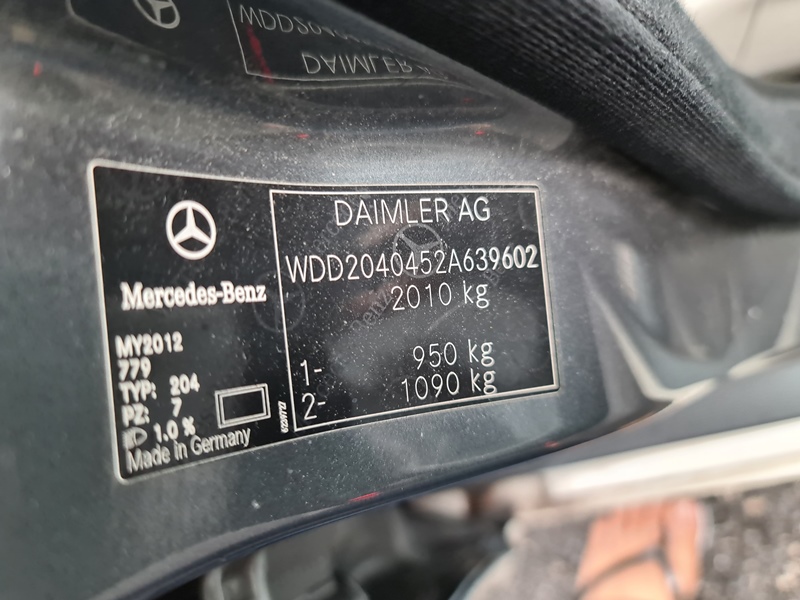 DAIMLER AG
WDD2040452A639602
2010 kg
1- 950 kg
2- 1090 kg
Mercedes-Benz
MY2012
779
TYP: 204
PZ: 7
1.0 %
Made in Germany
DAIMLER A